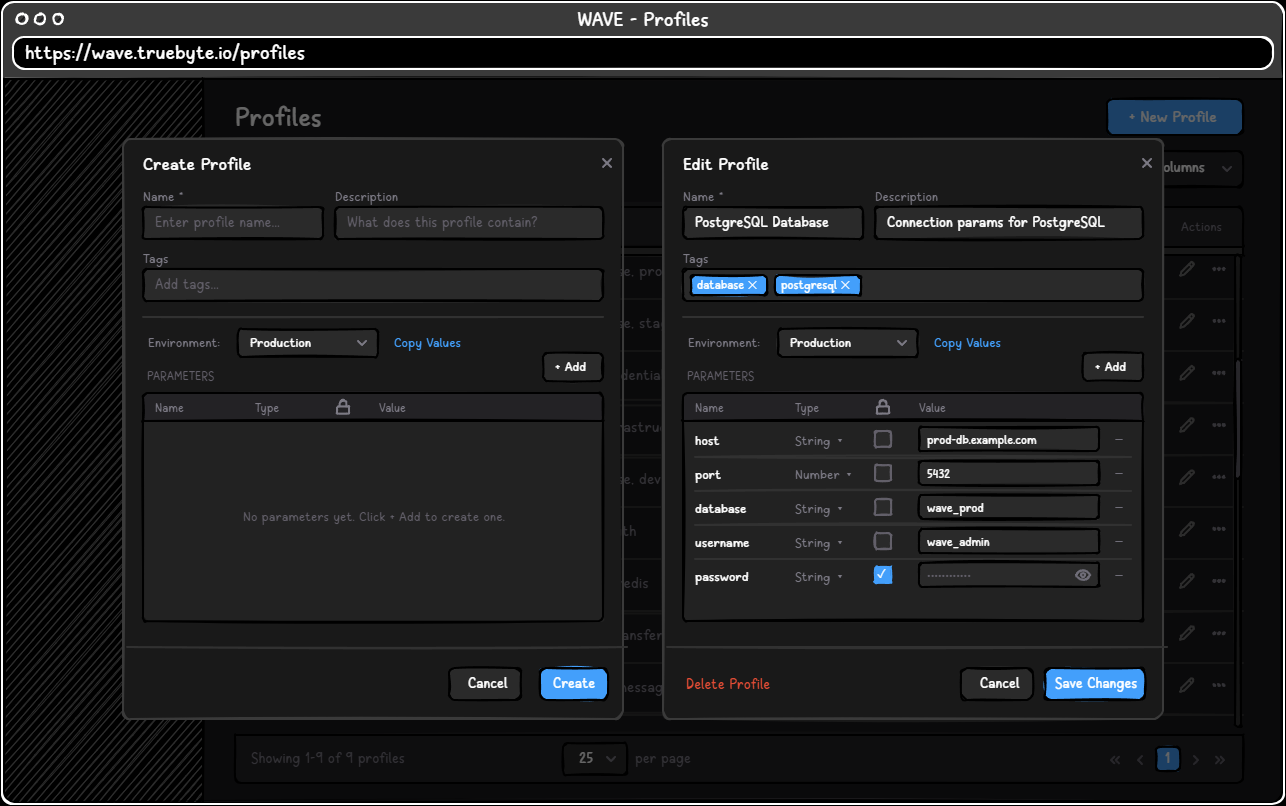 WAVE - Profiles
https://wave.truebyte.io/profiles
Profiles
+ New Profile
olumns
Actions
Create Profile
Name *
Description
Enter profile name...
What does this profile contain?
Tags
Add tags...
Environment:
Production
Copy Values
+ Add
PARAMETERS
Name
Type
Value
No parameters yet. Click + Add to create one.
Cancel
Create
Edit Profile
Name *
Description
PostgreSQL Database
Connection params for PostgreSQL
Tags
database
postgresql
Environment:
Production
Copy Values
+ Add
PARAMETERS
Name
Type
Value
host
String
prod-db.example.com
port
Number
5432
database
String
wave_prod
username
String
wave_admin
password
String
············
Delete Profile
Cancel
Save Changes
Showing 1-9 of 9 profiles
25
per page
« ‹ 1 › »